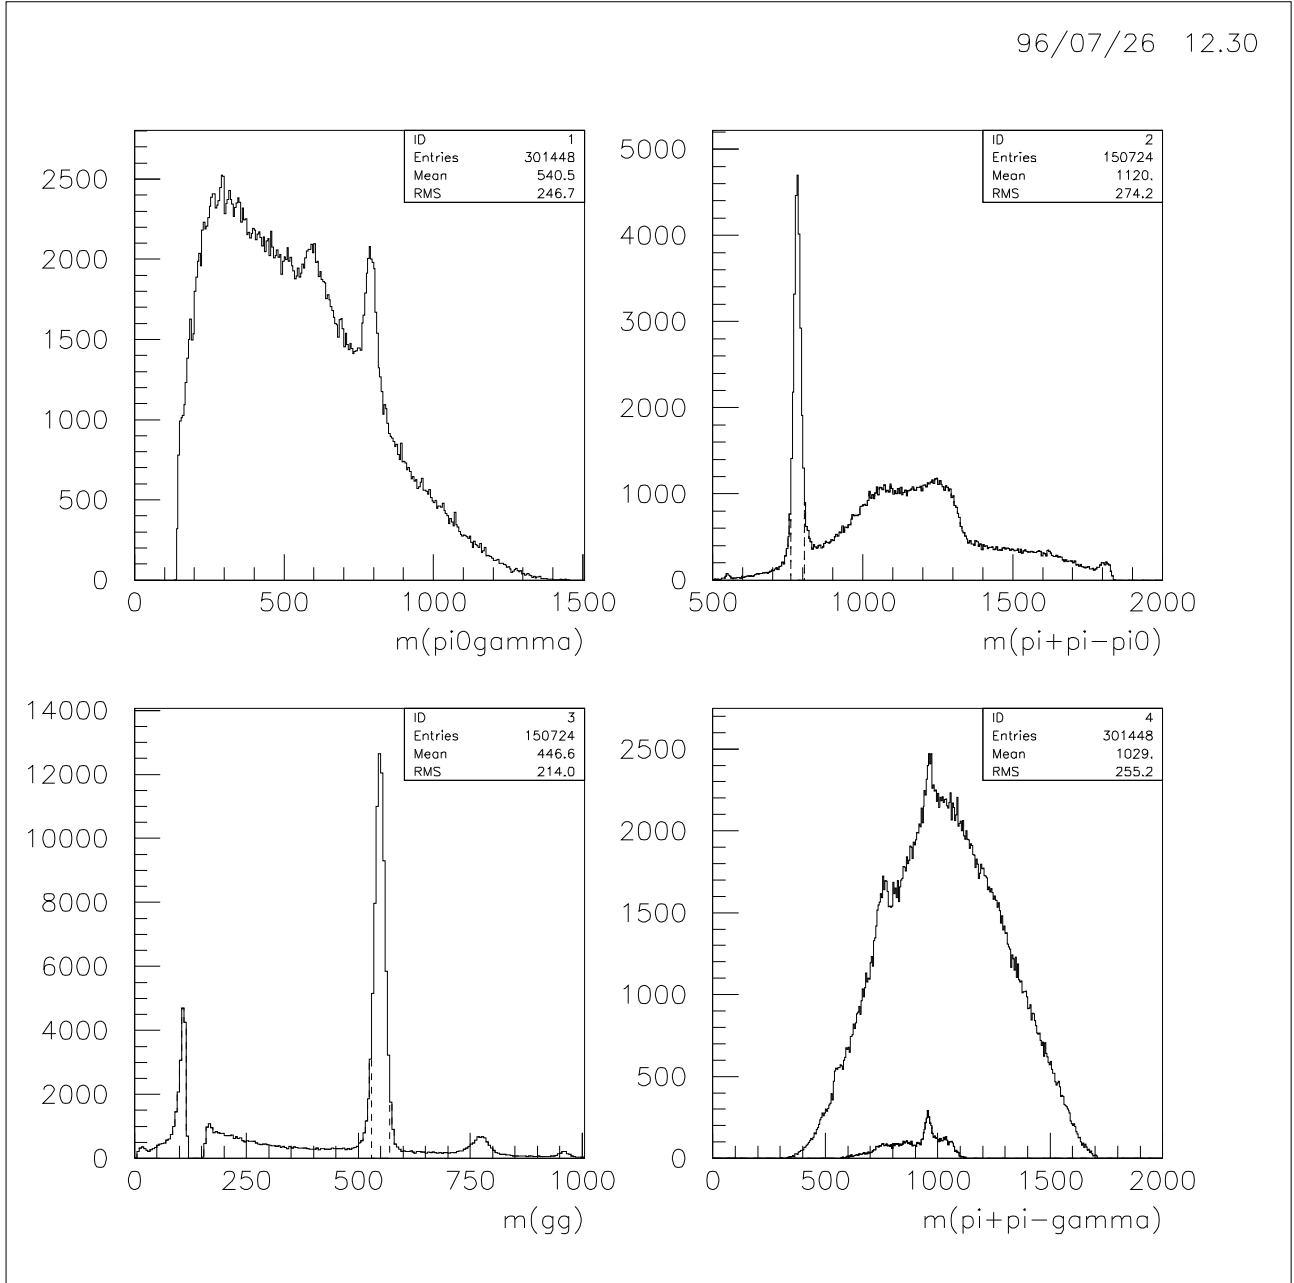 96/07/26 12.30
ID 1
Entries 301448
Mean 540.5
RMS 246.7
2500
2000
1500
1000
500
0
0 500 1000 1500
m(pi0gamma)
ID 2
Entries 150724
Mean 1120.
RMS 274.2
5000
4000
3000
2000
1000
0
500 1000 1500 2000
m(pi+pi-pi0)
ID 3
Entries 150724
Mean 446.6
RMS 214.0
14000
12000
10000
8000
6000
4000
2000
0
0 250 500 750 1000
m(gg)
ID 4
Entries 301448
Mean 1029.
RMS 255.2
2500
2000
1500
1000
500
0
0 500 1000 1500 2000
m(pi+pi-gamma)